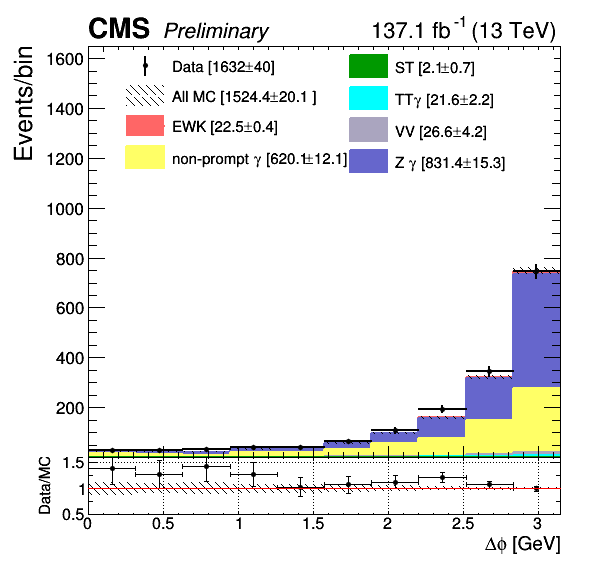 CMS Preliminary 137.1 fb⁻¹ (13 TeV)
Events/bin
Data [1632±40]
All MC [1524.4±20.1 ]
EWK [22.5±0.4]
non-prompt γ [620.1±12.1]
ST [2.1±0.7]
TTγ [21.6±2.2]
VV [26.6±4.2]
Z γ [831.4±15.3]
1600
1400
1200
1000
800
600
400
200
Data/MC
1.5
1
0.5
0 0.5 1 1.5 2 2.5 3
Δϕ [GeV]